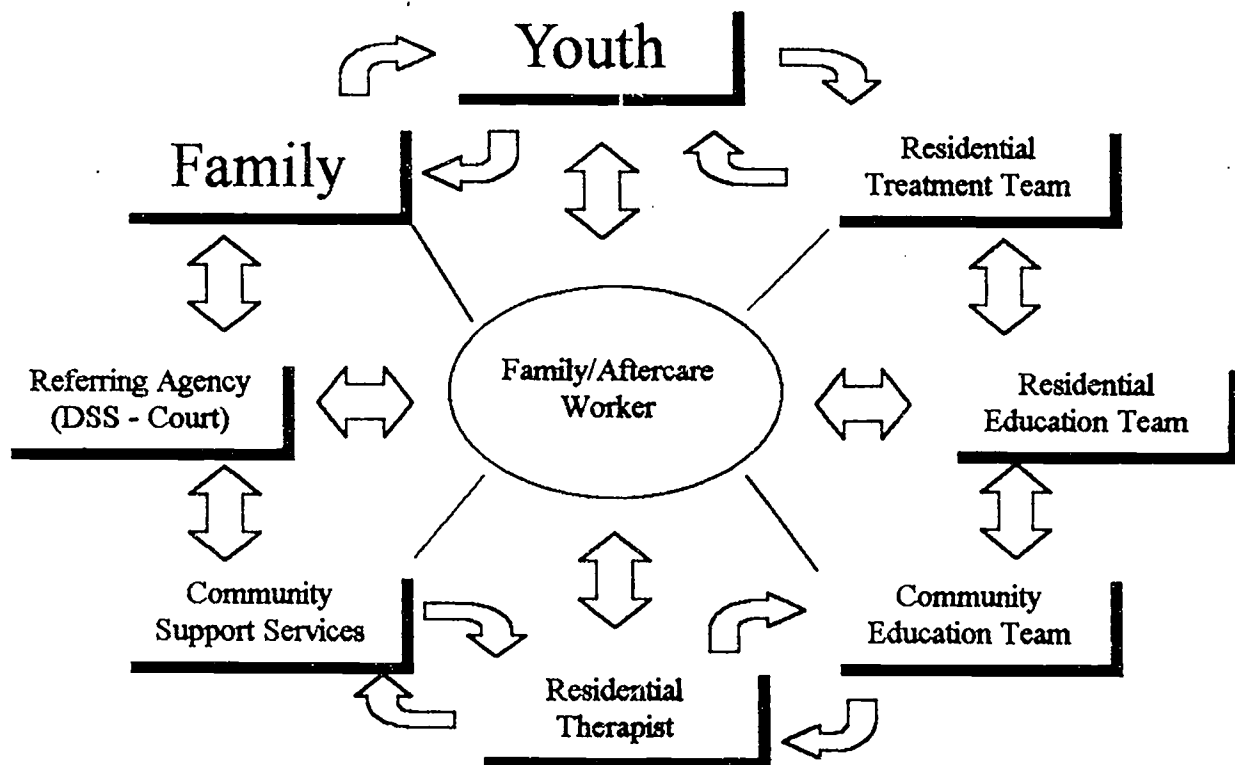 Youth
Family
Residential
Treatment Team
Referring Agency
(DSS - Court)
Family/Aftercare
Worker
Residential
Education Team
Community
Support Services
Residential
Therapist
Community
Education Team